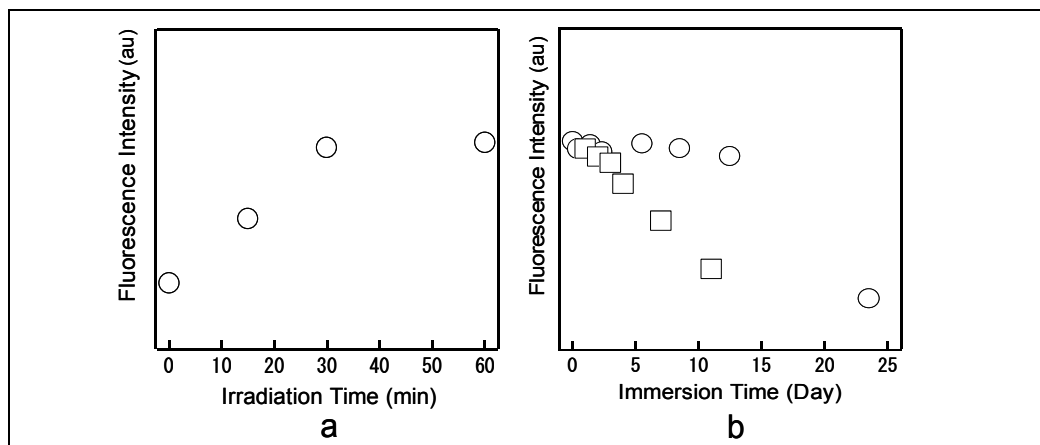 Fluorescence Intensity (au)
0 10 20 30 40 50 60
Irradiation Time (min)
a
Fluorescence Intensity (au)
0 5 10 15 20 25
Immersion Time (Day)
b